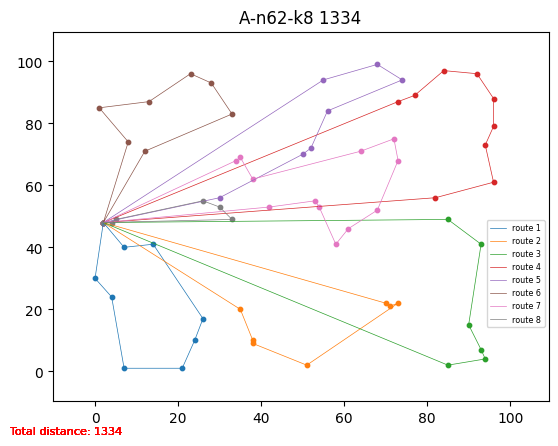 A-n62-k8 1334
100
80
60
40
20
0
0
20
40
60
80
100
route 1
route 2
route 3
route 4
route 5
route 6
route 7
route 8
Total distance: 1334